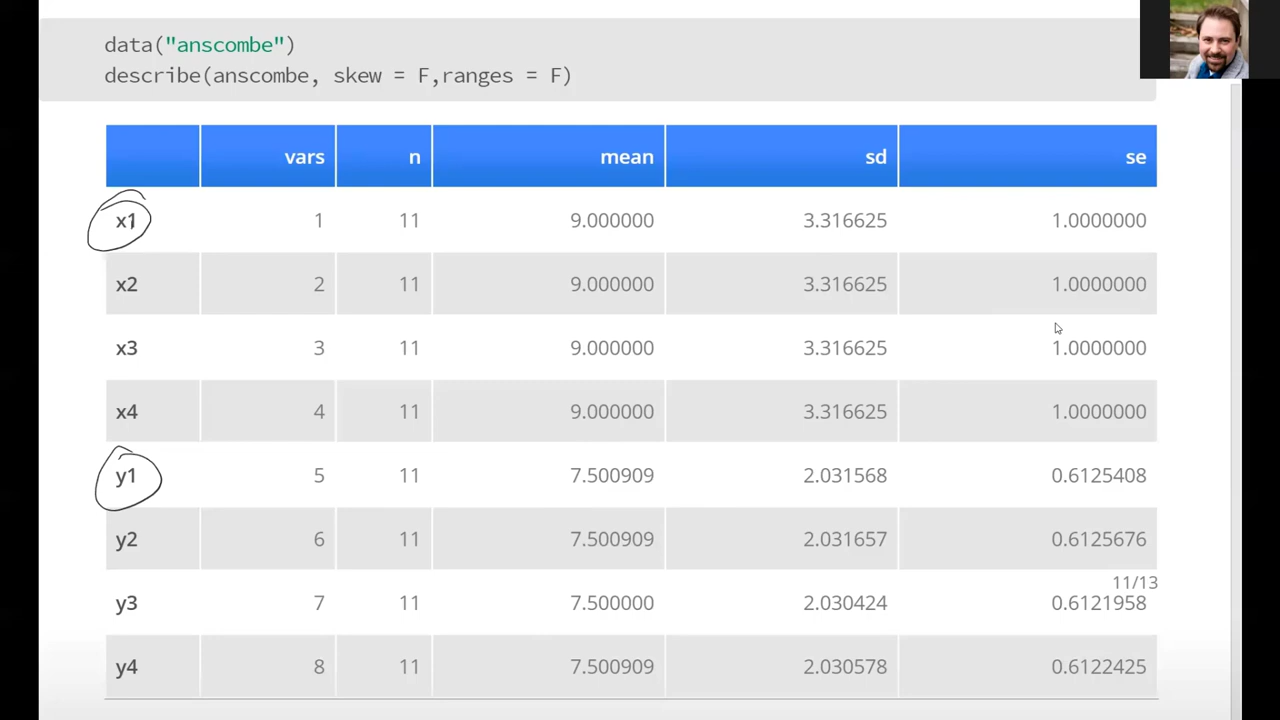 data("anscombe")
describe(anscombe, skew = F,ranges = F)
vars n mean sd se
x1 1 11 9.000000 3.316625 1.0000000
x2 2 11 9.000000 3.316625 1.0000000
x3 3 11 9.000000 3.316625 1.0000000
x4 4 11 9.000000 3.316625 1.0000000
y1 5 11 7.500909 2.031568 0.6125408
y2 6 11 7.500909 2.031657 0.6125676
11/13
y3 7 11 7.500000 2.030424 0.6121958
y4 8 11 7.500909 2.030578 0.6122425